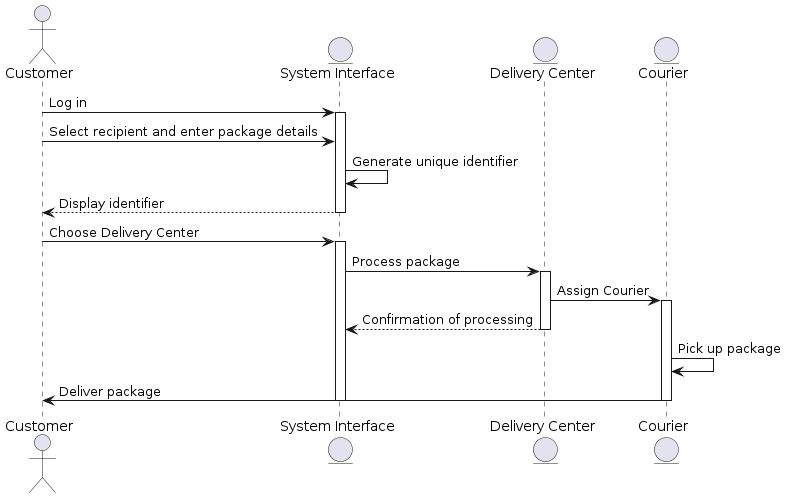 Customer
System Interface
Delivery Center
Courier
Log in
Select recipient and enter package details
Generate unique identifier
Display identifier
Choose Delivery Center
Process package
Assign Courier
Confirmation of processing
Pick up package
Deliver package
Customer
System Interface
Delivery Center
Courier